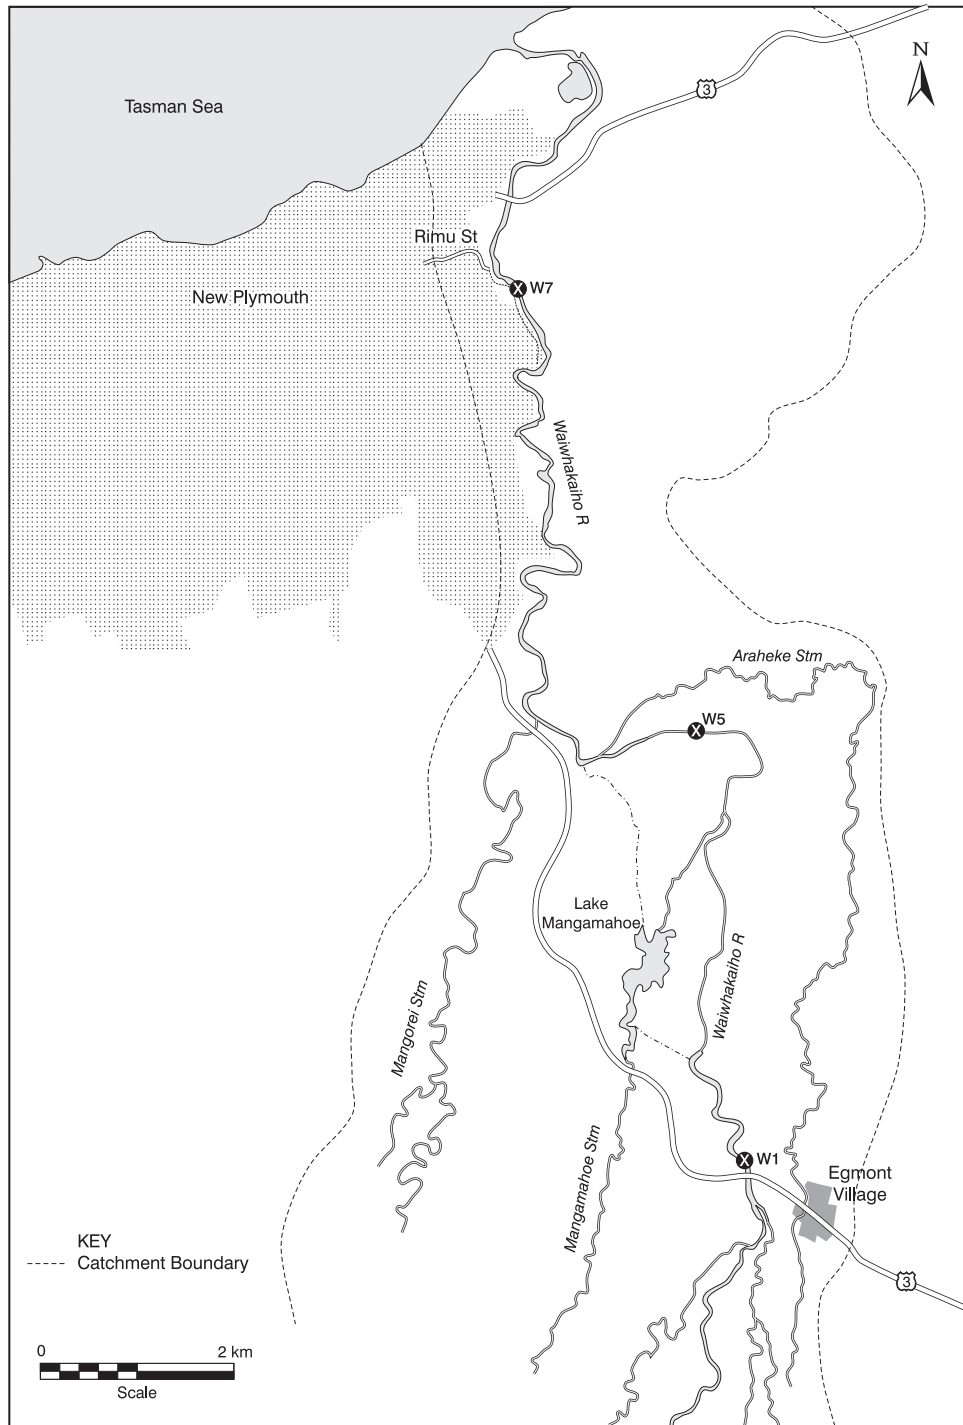 N
3
Tasman Sea
Rimu St
W7
New Plymouth
Waiwhakaiho R
Araheke Stm
W5
Lake
Mangamahoe
Waiwhakaiho R
Mangorei Stm
W1
Mangamahoe Stm
Egmont
Village
KEY
Catchment Boundary
3
0 2 km
Scale